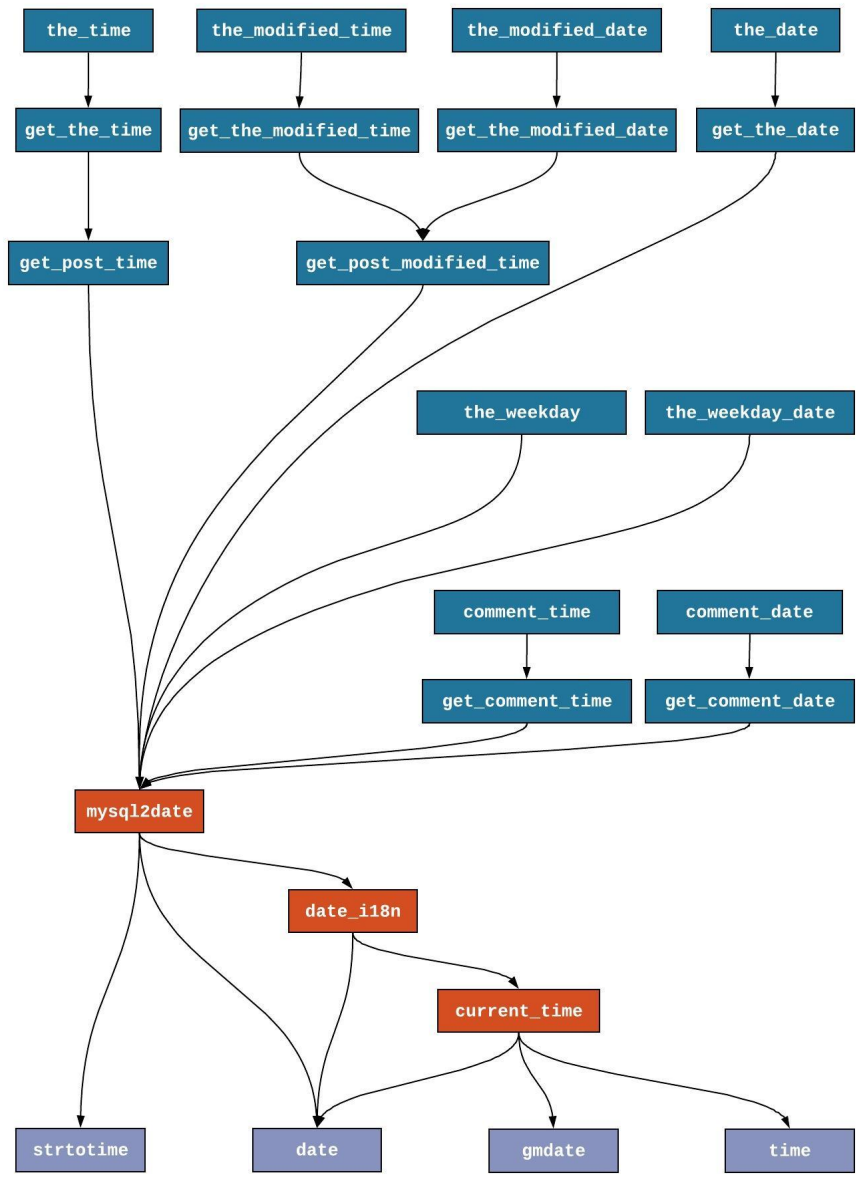 the_time
the_modified_time
the_modified_date
the_date
get_the_time
get_the_modified_time
get_the_modified_date
get_the_date
get_post_time
get_post_modified_time
the_weekday
the_weekday_date
comment_time
comment_date
get_comment_time
get_comment_date
mysql2date
date_i18n
current_time
strtotime
date
gmdate
time